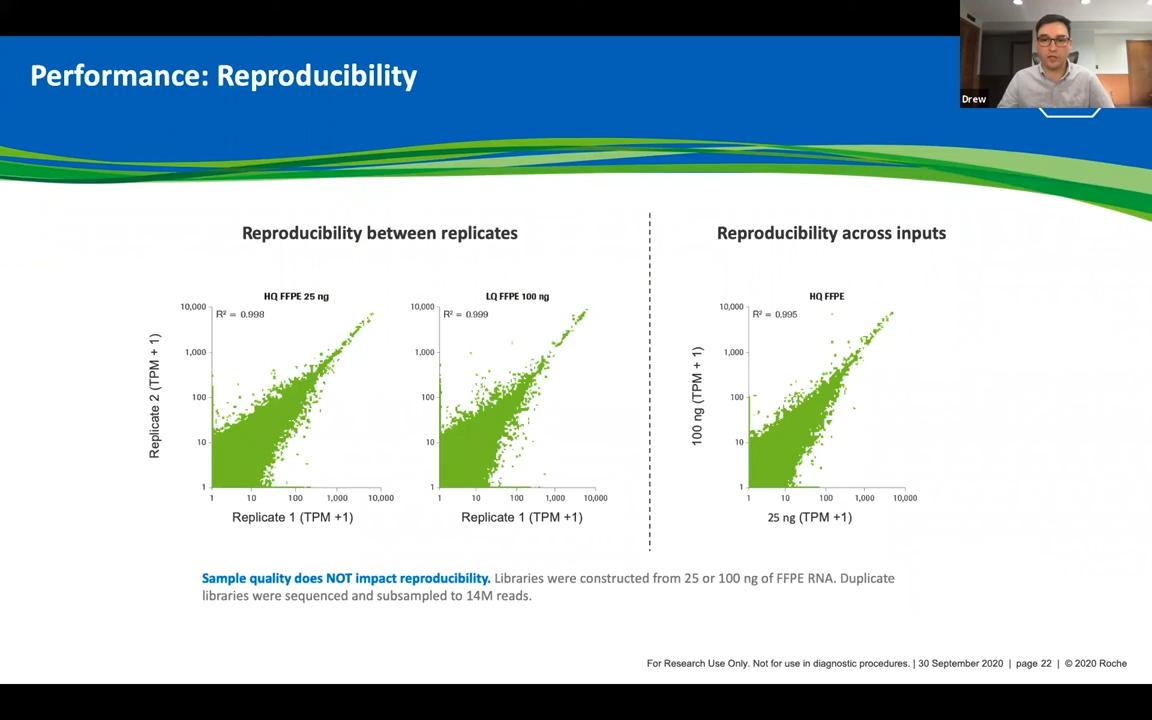 Performance: Reproducibility
Drew
Reproducibility between replicates
Reproducibility across inputs
HQ FFPE 25 ng
R² = 0.998
10,000
1,000
100
10
1
1
10
100
1,000
10,000
Replicate 2 (TPM + 1)
Replicate 1 (TPM +1)
LQ FFPE 100 ng
R² = 0.999
10,000
1,000
100
10
1
1
10
100
1,000
10,000
Replicate 1 (TPM +1)
HQ FFPE
R² = 0.995
10,000
1,000
100
10
1
1
10
100
1,000
10,000
100 ng (TPM + 1)
25 ng (TPM +1)
Sample quality does NOT impact reproducibility. Libraries were constructed from 25 or 100 ng of FFPE RNA. Duplicate
libraries were sequenced and subsampled to 14M reads.
For Research Use Only. Not for use in diagnostic procedures. | 30 September 2020 | page 22 | © 2020 Roche